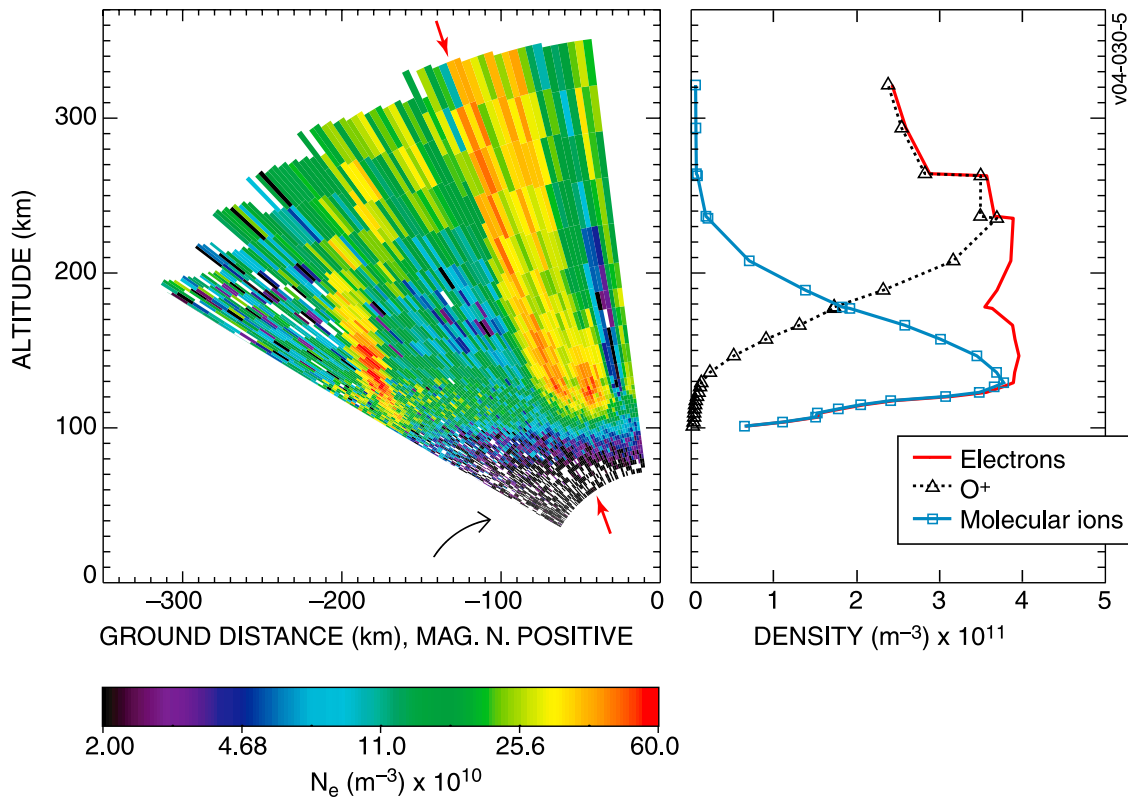 v04-030-5
300
200
100
0
ALTITUDE (km)
–300
–200
–100
0
GROUND DISTANCE (km), MAG. N. POSITIVE
0
1
2
3
4
5
DENSITY (m⁻³) x 10¹¹
Electrons
O⁺
Molecular ions
2.00
4.68
11.0
25.6
60.0
Nₑ (m⁻³) x 10¹⁰